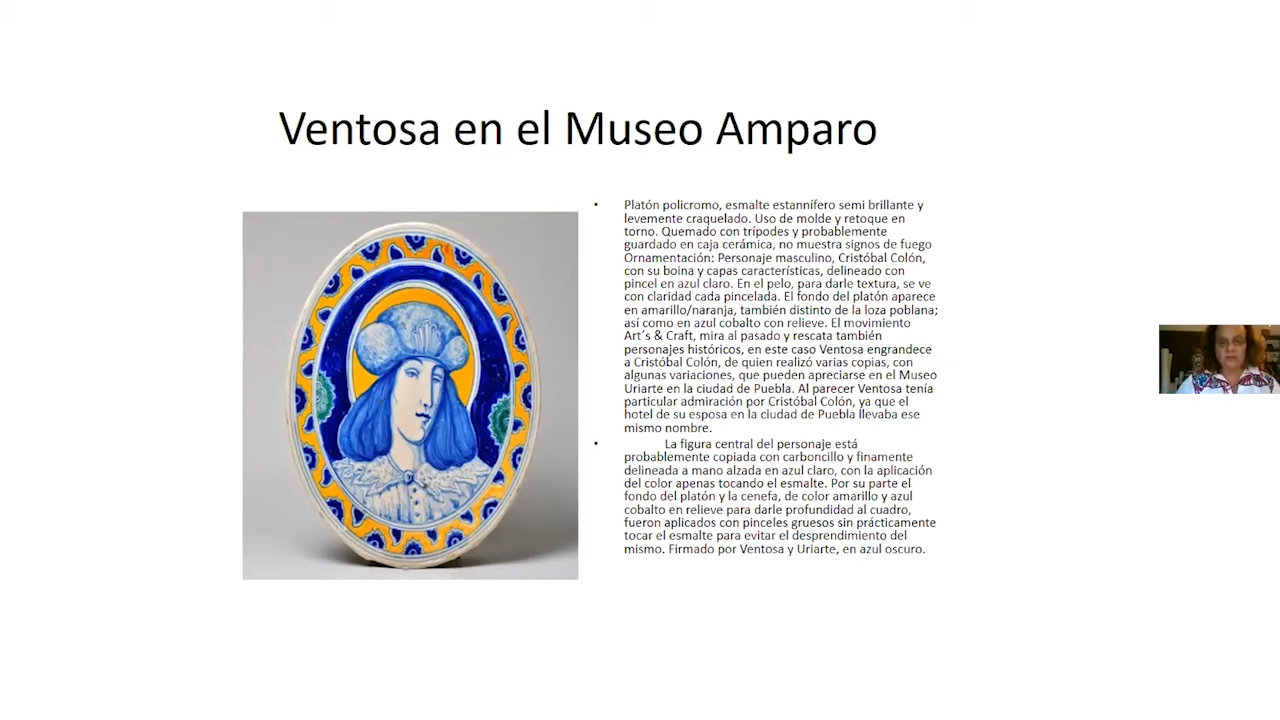 Ventosa en el Museo Amparo
• Platón policromo, esmalte estannífero semi brillante y
levemente craquelado. Uso de molde y retoque en
torno. Quemado con trípodes y probablemente
guardado en caja cerámica, no muestra signos de fuego
Ornamentación: Personaje masculino, Cristóbal Colón,
con su boina y capas características, delineado con
pincel en azul claro. En el pelo, para darle textura, se ve
con claridad cada pincelada. El fondo del platón aparece
en amarillo/naranja, también distinto de la loza poblana;
así como en azul cobalto con relieve. El movimiento
Art´s & Craft, mira al pasado y rescata también
personajes históricos, en este caso Ventosa engrandece
a Cristóbal Colón, de quien realizó varias copias, con
algunas variaciones, que pueden apreciarse en el Museo
Uriarte en la ciudad de Puebla. Al parecer Ventosa tenía
particular admiración por Cristóbal Colón, ya que el
hotel de su esposa en la ciudad de Puebla llevaba ese
mismo nombre.
• La figura central del personaje está
probablemente copiada con carboncillo y finamente
delineada a mano alzada en azul claro, con la aplicación
del color apenas tocando el esmalte. Por su parte el
fondo del platón y la cenefa, de color amarillo y azul
cobalto en relieve para darle profundidad al cuadro,
fueron aplicados con pinceles gruesos sin prácticamente
tocar el esmalte para evitar el desprendimiento del
mismo. Firmado por Ventosa y Uriarte, en azul oscuro.